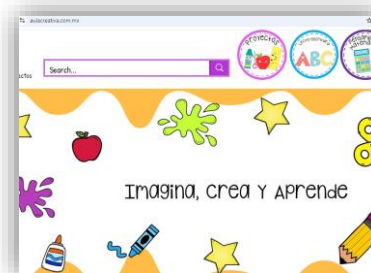 aulacreativa.com.mx
Proyectos
ABC
Search...
Imagina, Crea Y Aprende